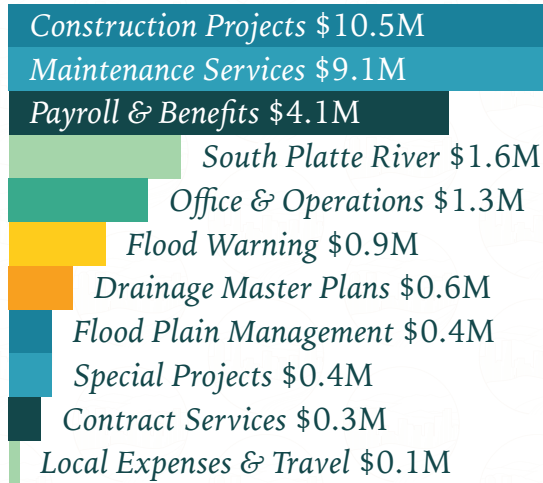 Construction Projects $10.5M
Maintenance Services $9.1M
Payroll & Benefits $4.1M
South Platte River $1.6M
Office & Operations $1.3M
Flood Warning $0.9M
Drainage Master Plans $0.6M
Flood Plain Management $0.4M
Special Projects $0.4M
Contract Services $0.3M
Local Expenses & Travel $0.1M